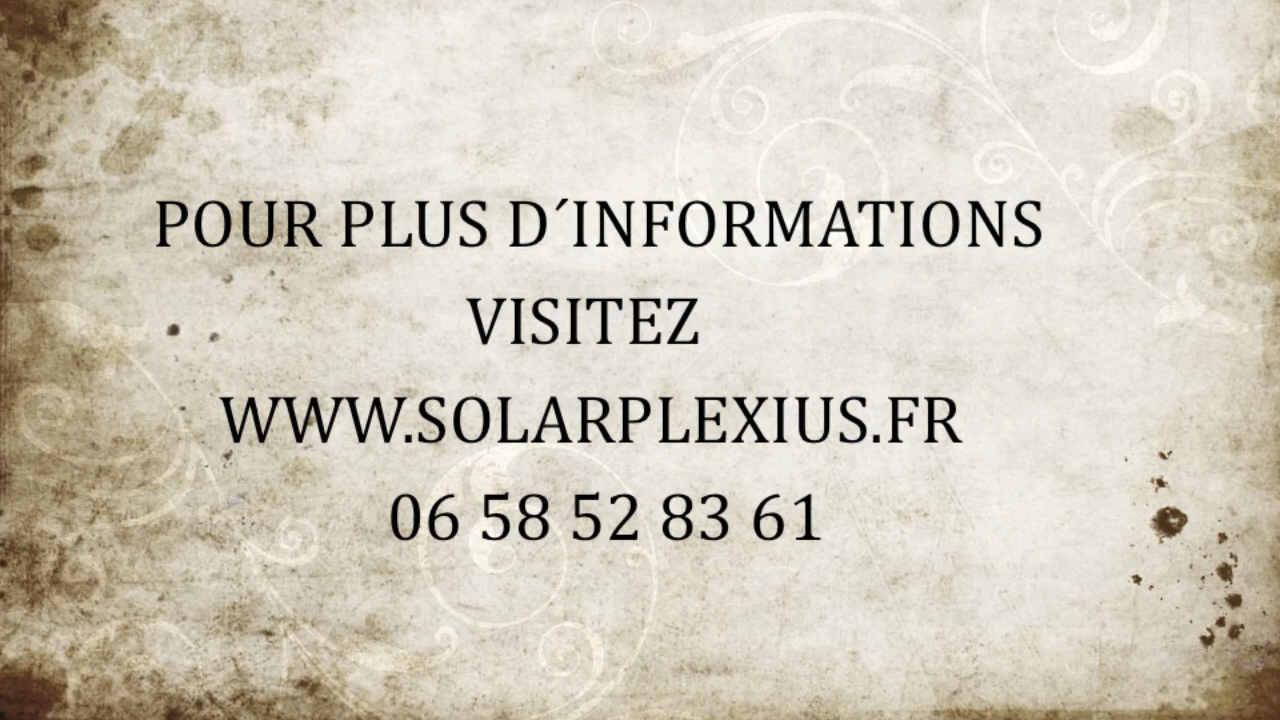 POUR PLUS D´INFORMATIONS
VISITEZ
WWW.SOLARPLEXIUS.FR
06 58 52 83 61